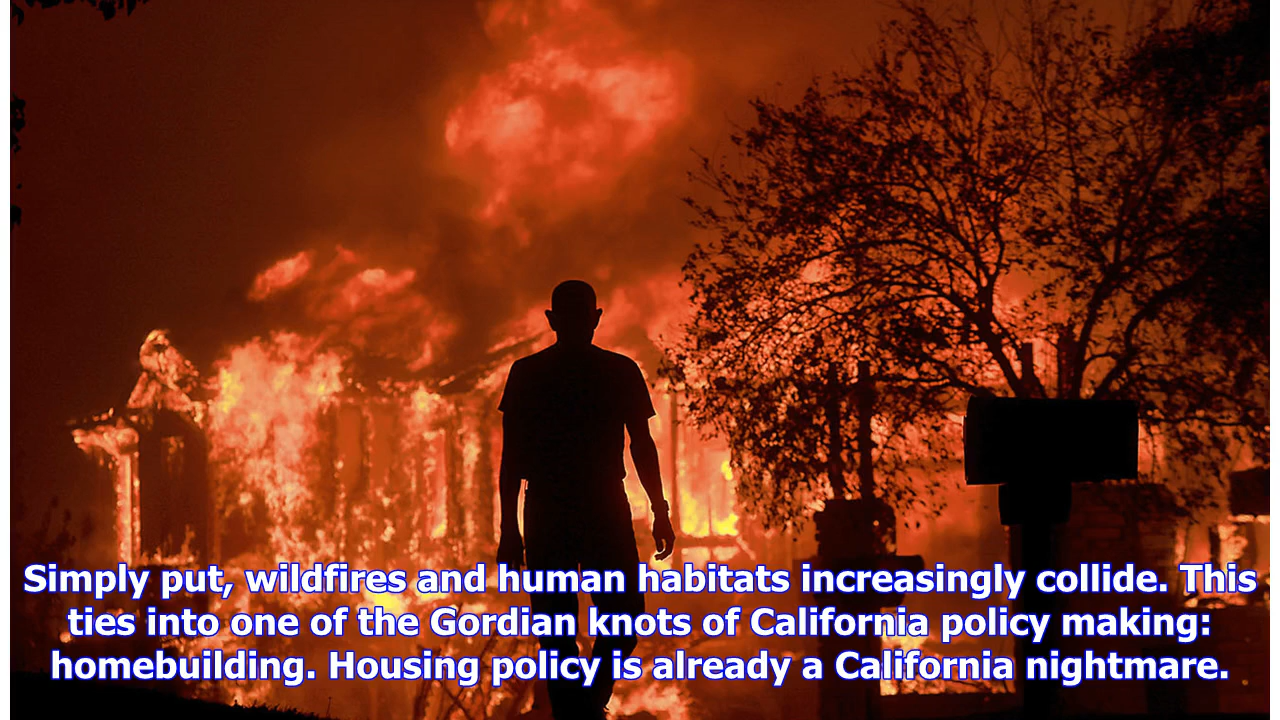 Simply put, wildfires and human habitats increasingly collide. This
ties into one of the Gordian knots of California policy making:
homebuilding. Housing policy is already a California nightmare.